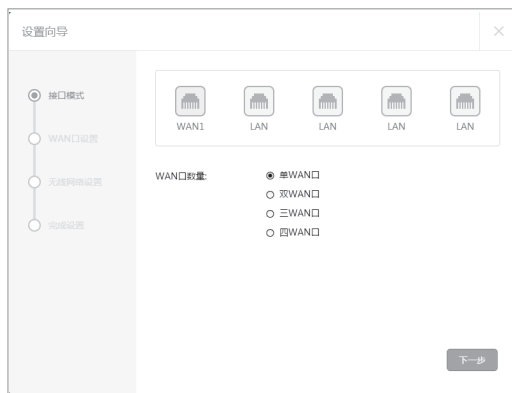 设置向导
接口模式
WAN口设置
无线网络设置
完成设置
WAN1 LAN LAN LAN LAN
WAN口数量: 单WAN口
双WAN口
三WAN口
四WAN口
下一步